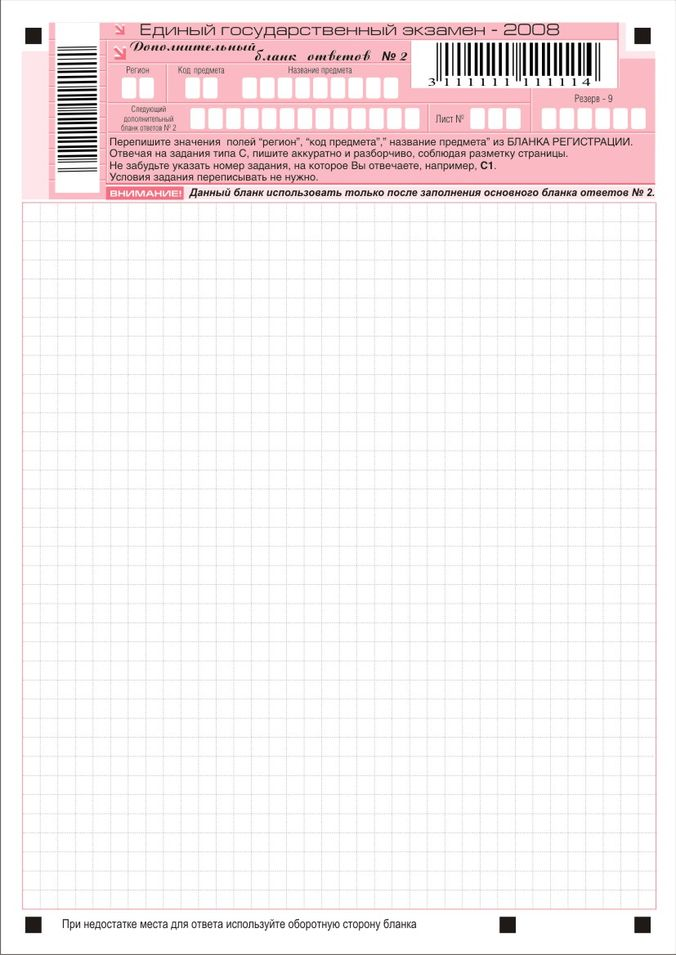 Единый государственный экзамен - 2008
Дополнительный
бланк ответов № 2
3 111111 111114
Регион
Код предмета
Название предмета
Резерв - 9
Следующий
дополнительный
бланк ответов № 2
Лист №
Перепишите значения полей “регион”, “код предмета”,” название предмета” из БЛАНКА РЕГИСТРАЦИИ.
Отвечая на задания типа С, пишите аккуратно и разборчиво, соблюдая разметку страницы.
Не забудьте указать номер задания, на которое Вы отвечаете, например, С1.
Условия задания переписывать не нужно.
ВНИМАНИЕ! Данный бланк использовать только после заполнения основного бланка ответов № 2.
При недостатке места для ответа используйте оборотную сторону бланка